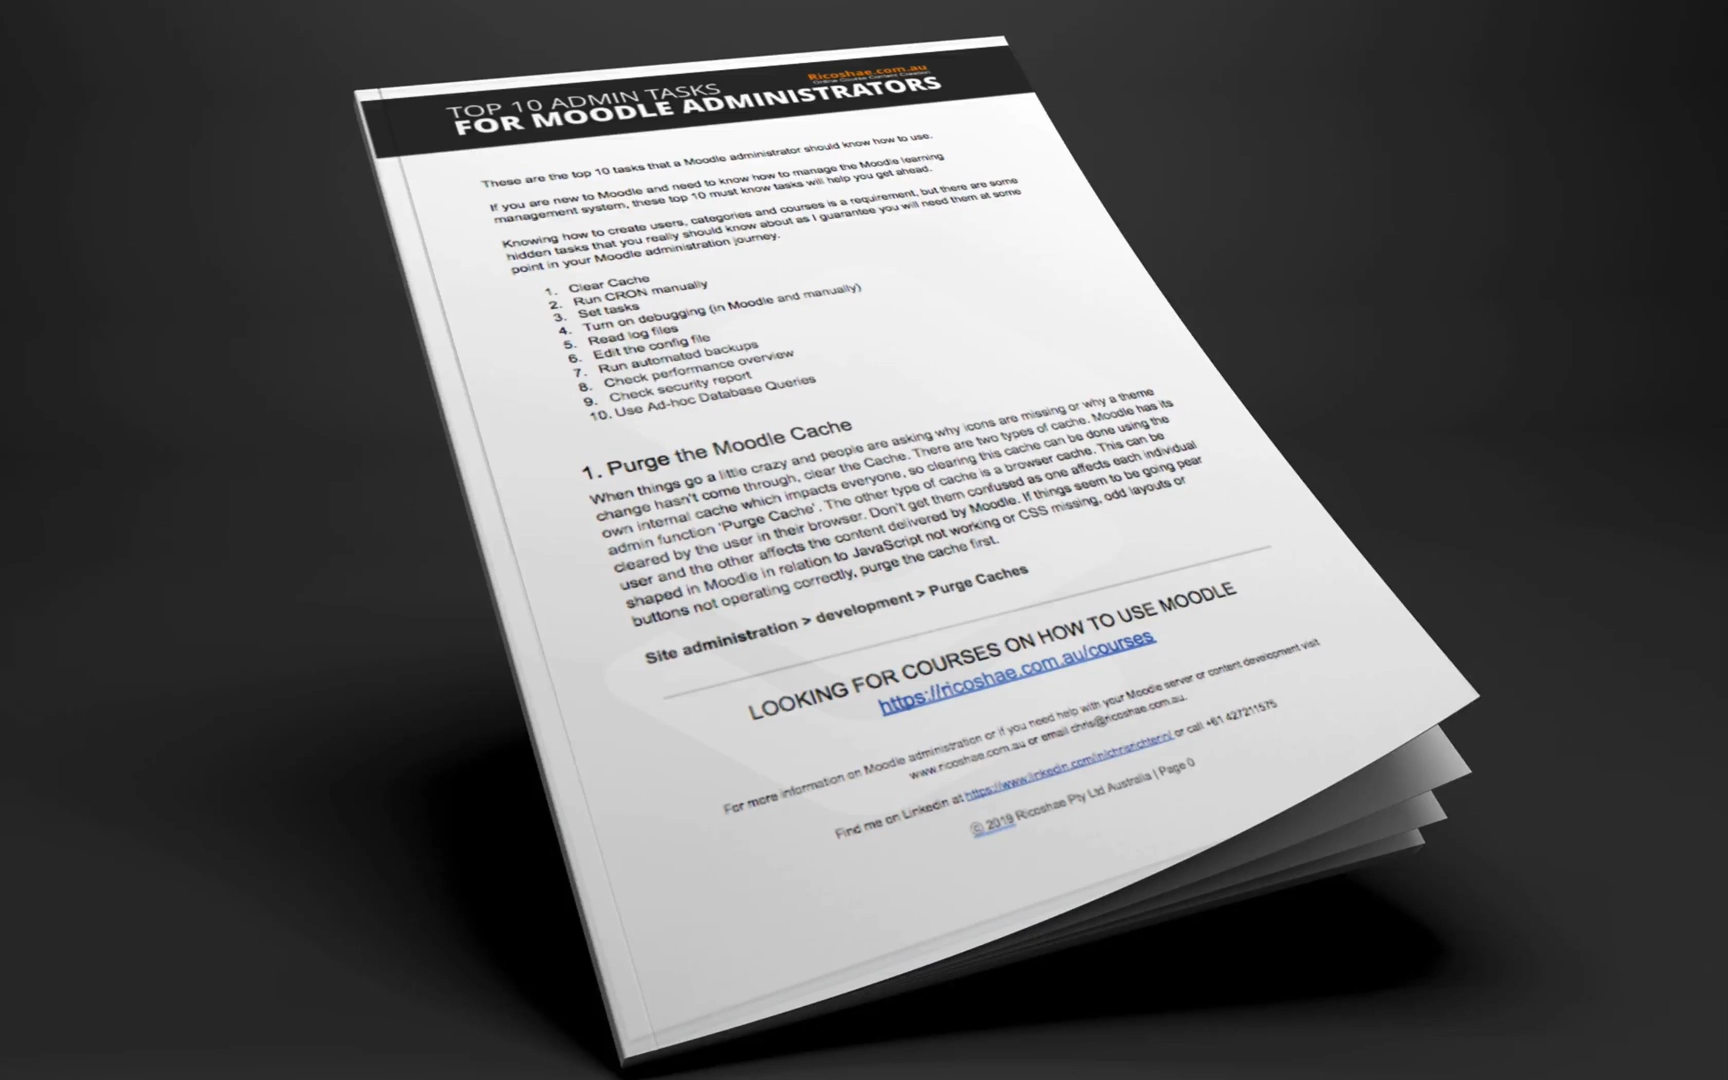 Ricoshae.com.au
Online Course Content Creation
TOP 10 ADMIN TASKS
FOR MOODLE ADMINISTRATORS
These are the top 10 tasks that a Moodle administrator should know how to use.
If you are new to Moodle and need to know how to manage the Moodle learning
management system, these top 10 must know tasks will help you get ahead.
Knowing how to create users, categories and courses is a requirement, but there are some
hidden tasks that you really should know about as I guarantee you will need them at some
point in your Moodle administration journey.
1. Clear Cache
2. Run CRON manually
3. Set tasks
4. Turn on debugging (in Moodle and manually)
5. Read log files
6. Edit the config file
7. Run automated backups
8. Check performance overview
9. Check security report
10. Use Ad-hoc Database Queries
1. Purge the Moodle Cache
When things go a little crazy and people are asking why icons are missing or why a theme
change hasn't come through, clear the Cache. There are two types of cache. Moodle has its
own internal cache which impacts everyone, so clearing this cache can be done using the
admin function 'Purge Cache'. The other type of cache is a browser cache. This can be
cleared by the user in their browser. Don't get them confused as one affects each individual
user and the other affects the content delivered by Moodle. If things seem to be going pear
shaped in Moodle in relation to JavaScript not working or CSS missing, odd layouts or
buttons not operating correctly, purge the cache first.
Site administration > development > Purge Caches
LOOKING FOR COURSES ON HOW TO USE MOODLE
https://ricoshae.com.au/courses
For more information on Moodle administration or if you need help with your Moodle server or content development visit
www.ricoshae.com.au or email chris@ricoshae.com.au.
Find me on Linkedin at https://www.linkedin.com/in/chrisrichterin/ or call +61 427211575
© 2019 Ricoshae Pty Ltd Australia | Page 0